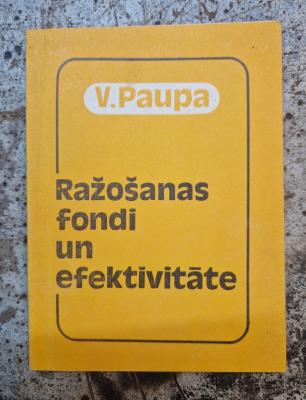 V.Paupa
Ražošanas
fondi
un
efektivitāte